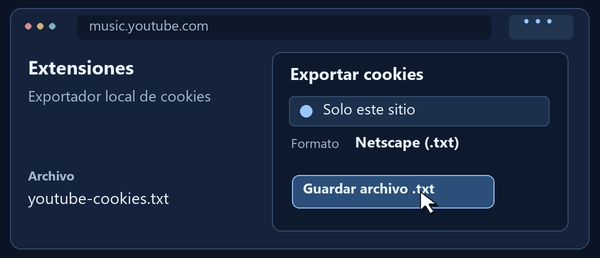 music.youtube.com
Extensiones
Exportador local de cookies
Archivo
youtube-cookies.txt
Exportar cookies
Solo este sitio
Formato Netscape (.txt)
Guardar archivo .txt